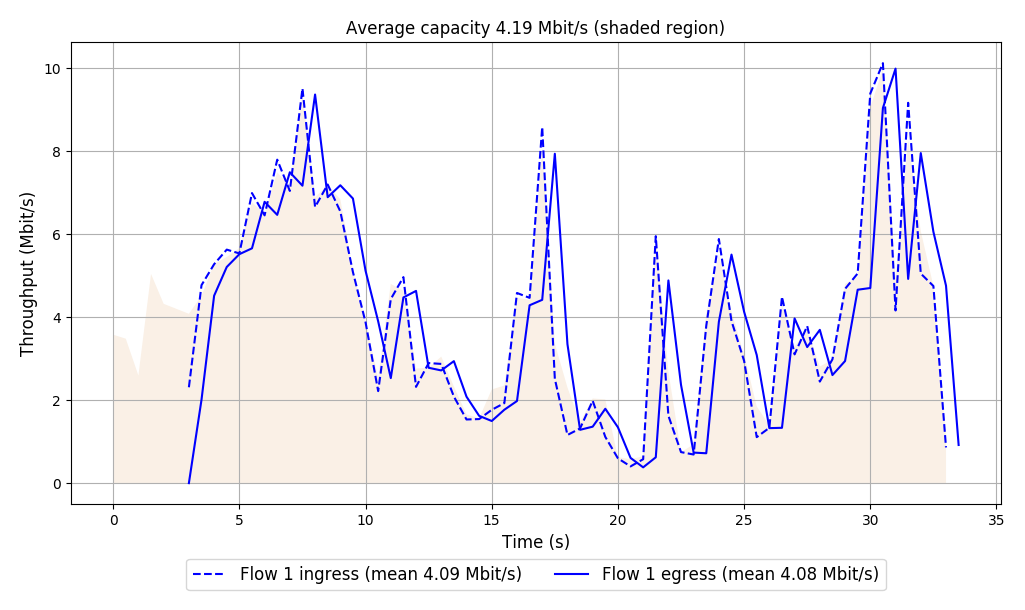 Average capacity 4.19 Mbit/s (shaded region)
Throughput (Mbit/s)
10
8
6
4
2
0
0 5 10 15 20 25 30 35
Time (s)
Flow 1 ingress (mean 4.09 Mbit/s) Flow 1 egress (mean 4.08 Mbit/s)